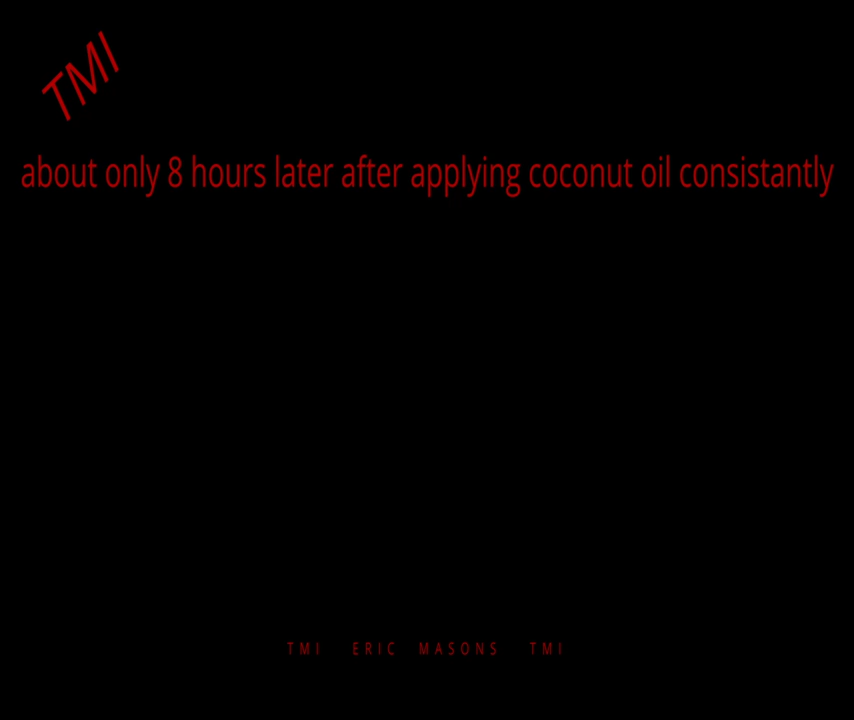 TMI
about only 8 hours later after applying coconut oil consistantly
TMI ERIC MASONS TMI